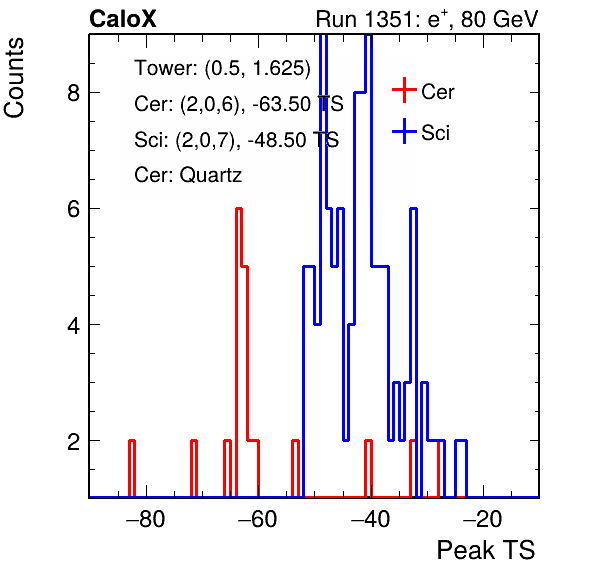 CaloX
Run 1351: e⁺, 80 GeV
Counts
Tower: (0.5, 1.625)
Cer: (2,0,6), -63.50 TS
Sci: (2,0,7), -48.50 TS
Cer: Quartz
Cer
Sci
8
6
4
2
−80 −60 −40 −20
Peak TS